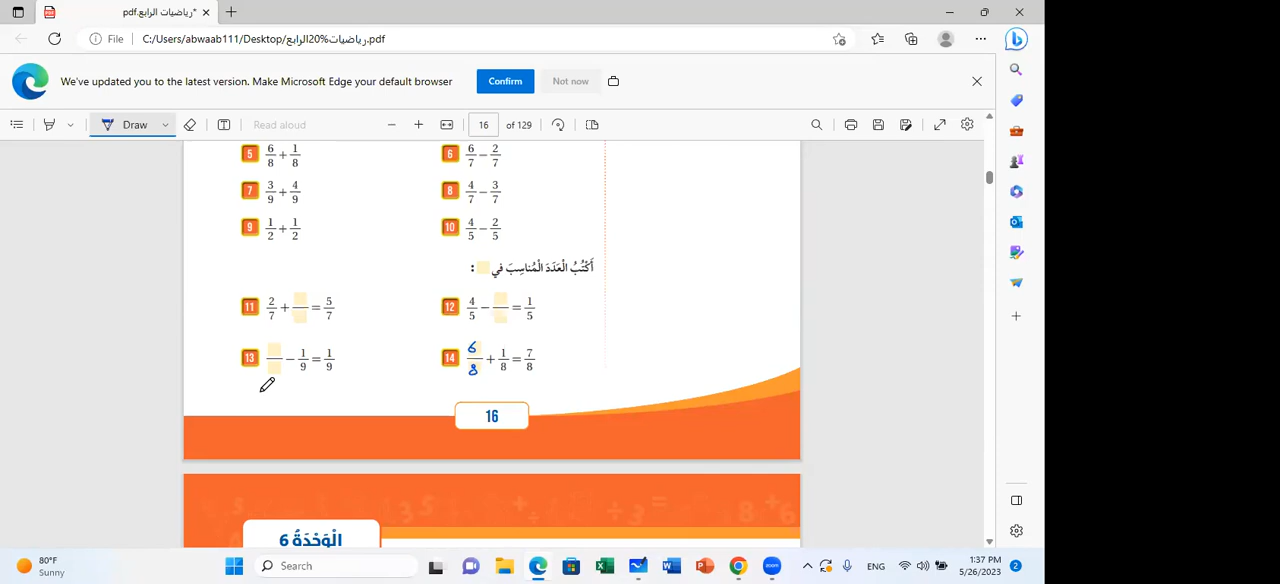 *رياضيات الرابع.pdf
File C:/Users/abwaab111/Desktop/رياضيات%20الرابع.pdf
We've updated you to the latest version. Make Microsoft Edge your default browser Confirm Not now
Draw Read aloud 16 of 129
5 6/8 + 1/8 6 6/7 − 2/7
7 3/9 + 4/9 8 4/7 − 3/7
9 1/2 + 1/2 10 4/5 − 2/5
أَكْتُبُ الْعَدَدَ الْمُناسِبَ في :
11 2/7 + — = 5/7 12 4/5 − — = 1/5
13 — − 1/9 = 1/9 14 6/8 + 1/8 = 7/8
16
الْوَحْدَةُ 6
80°F
Sunny
Search
ENG
1:37 PM
5/26/2023
2